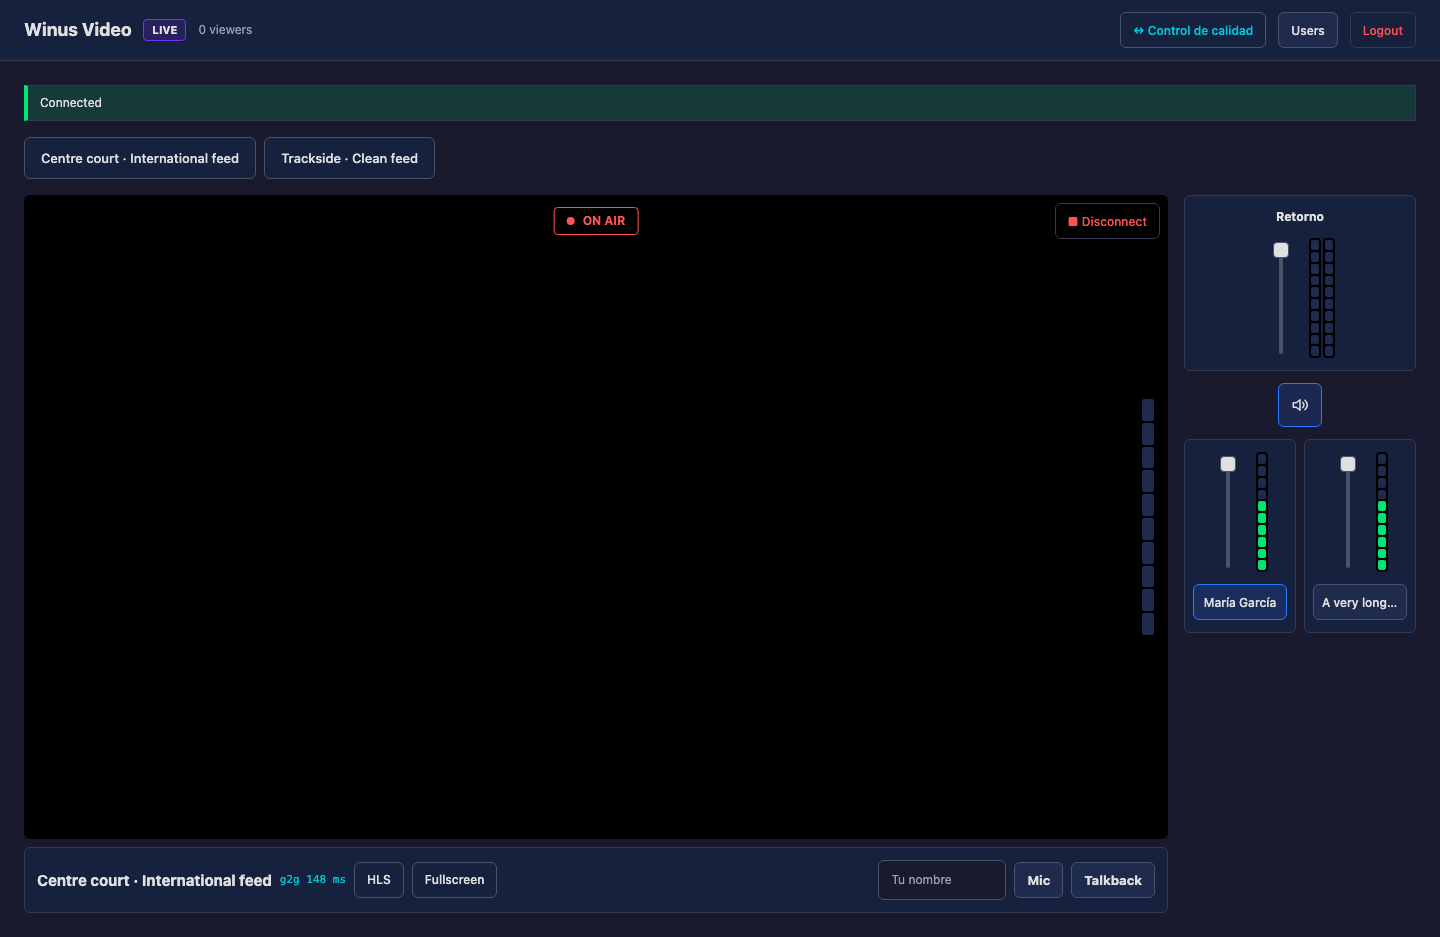 Winus Video LIVE 0 viewers ↔ Control de calidad Users Logout
Connected
Centre court · International feed Trackside · Clean feed
ON AIR Disconnect
Retorno
María García A very long...
Centre court · International feed g2g 148 ms HLS Fullscreen Tu nombre Mic Talkback